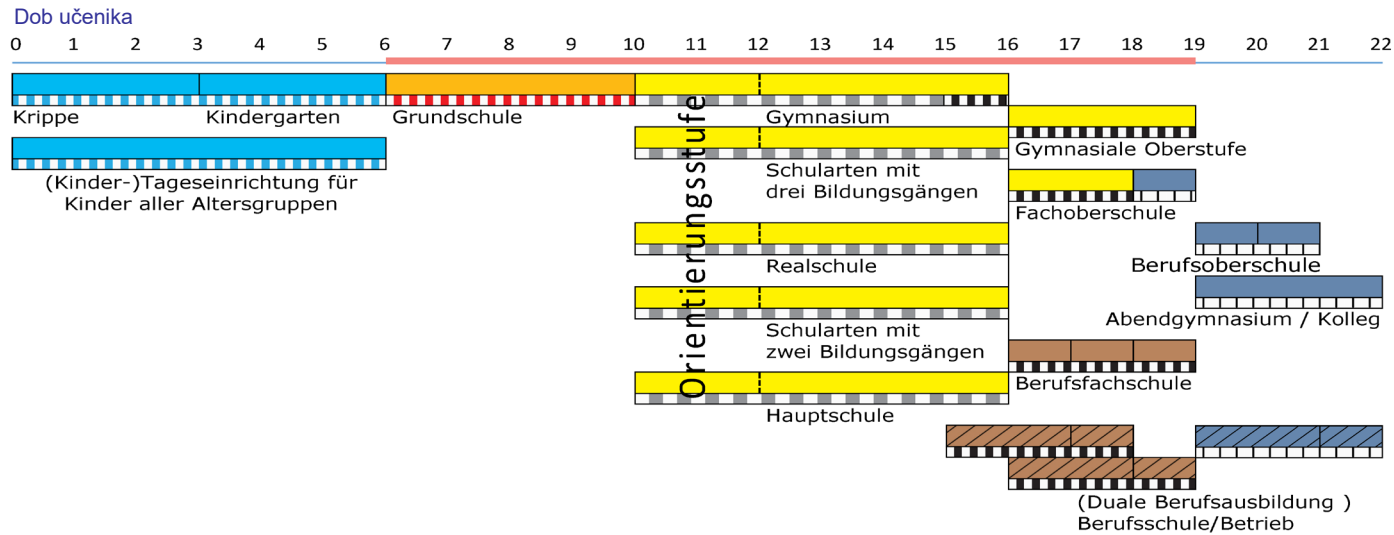 Dob učenika
0 1 2 3 4 5 6 7 8 9 10 11 12 13 14 15 16 17 18 19 20 21 22
Krippe
Kindergarten
Grundschule
Gymnasium
Gymnasiale Oberstufe
(Kinder-)Tageseinrichtung für
Kinder aller Altersgruppen
Orientierungsstufe
Schularten mit
drei Bildungsgängen
Fachoberschule
Realschule
Berufsoberschule
Abendgymnasium / Kolleg
Schularten mit
zwei Bildungsgängen
Berufsfachschule
Hauptschule
(Duale Berufsausbildung )
Berufsschule/Betrieb